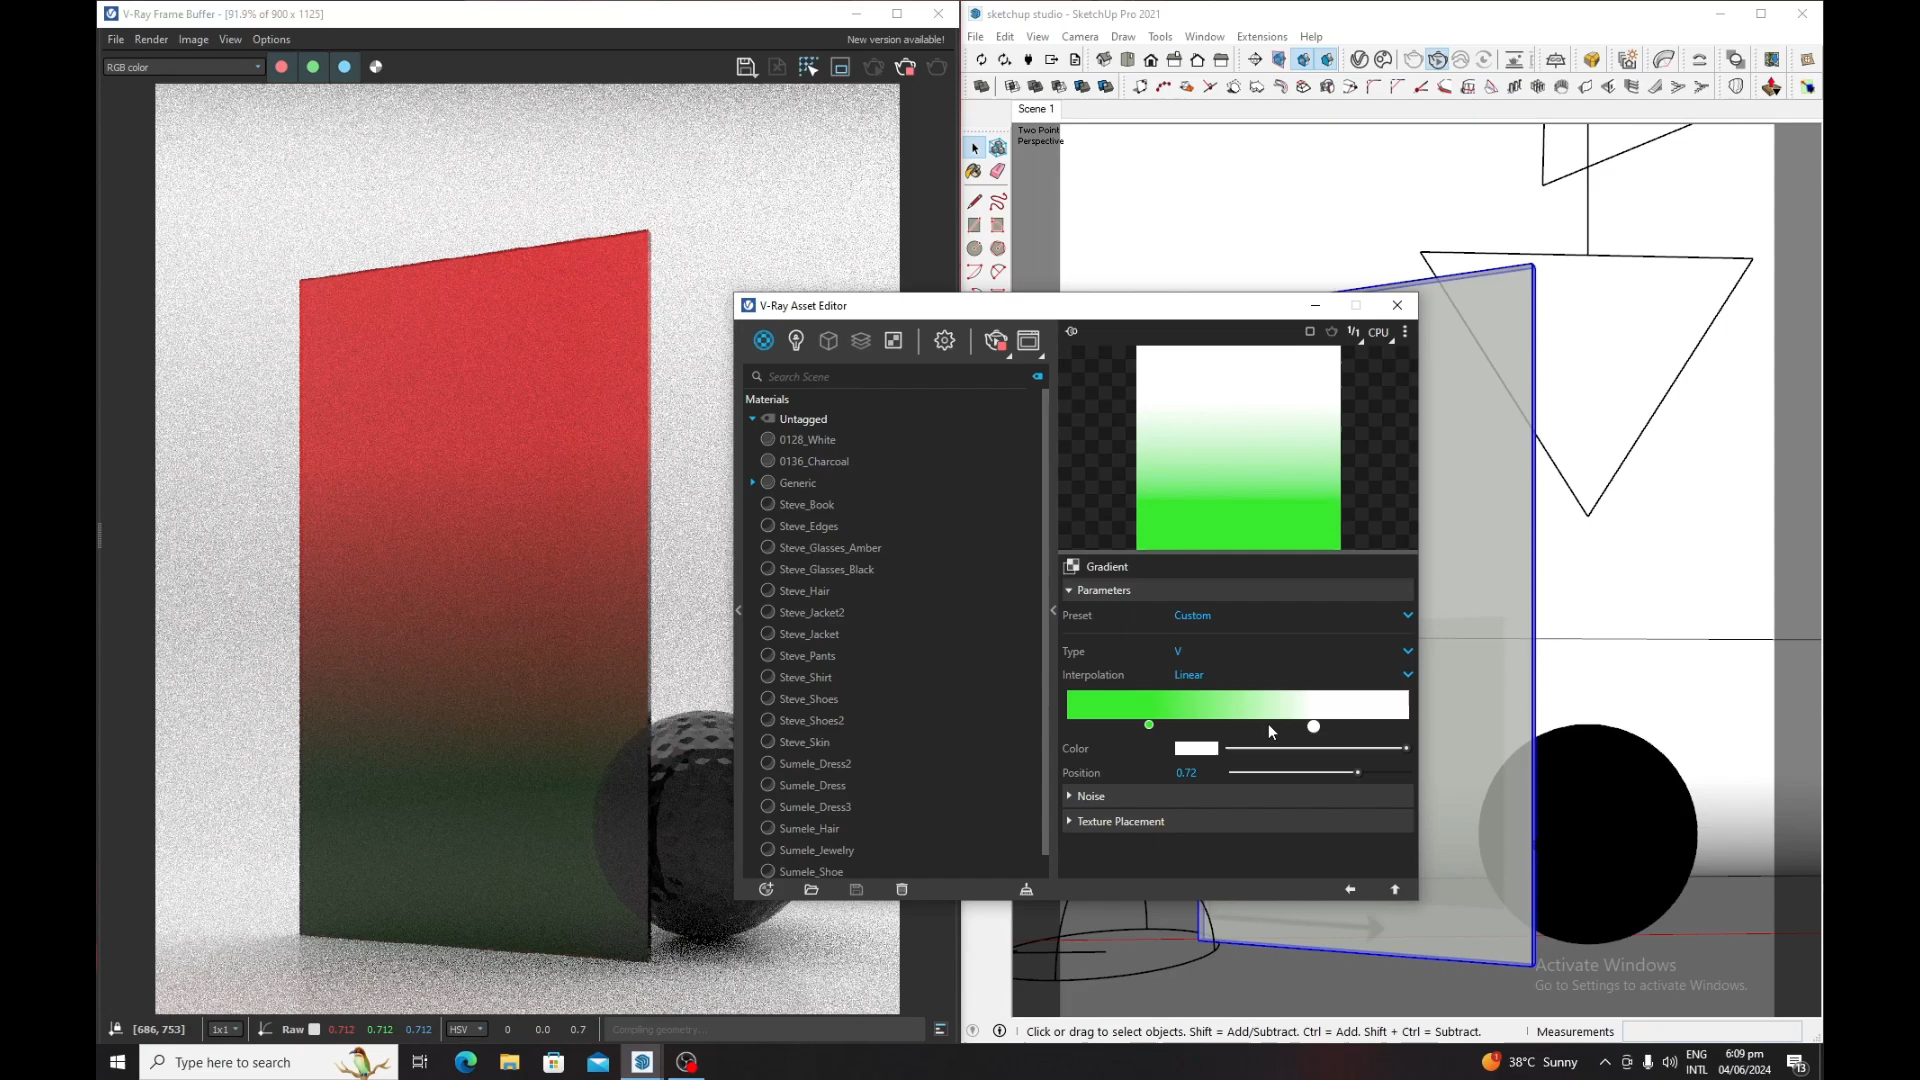 V-Ray Frame Buffer - [91.9% of 900 x 1125]
File Render Image View Options
New version available!
RGB color
[686, 753]
1x1
Raw
0.712 0.712 0.712
HSV
0 0.0 0.7
Compiling geometry...
sketchup studio - SketchUp Pro 2021
File Edit View Camera Draw Tools Window Extensions Help
Scene 1
Two Point
Perspective
V-Ray Asset Editor
1/1
CPU
Search Scene
Materials
Untagged
0128_White
0136_Charcoal
Generic
Steve_Book
Steve_Edges
Steve_Glasses_Amber
Steve_Glasses_Black
Steve_Hair
Steve_Jacket2
Steve_Jacket
Steve_Pants
Steve_Shirt
Steve_Shoes
Steve_Shoes2
Steve_Skin
Sumele_Dress2
Sumele_Dress
Sumele_Dress3
Sumele_Hair
Sumele_Jewelry
Sumele_Shoe
Gradient
Parameters
Preset Custom
Type V
Interpolation Linear
Color
Position 0.72
Noise
Texture Placement
Activate Windows
Go to Settings to activate Windows.
Click or drag to select objects. Shift = Add/Subtract. Ctrl = Add. Shift + Ctrl = Subtract.
Measurements
Type here to search
1
38°C Sunny
ENG
INTL
6:09 pm
04/06/2024
13